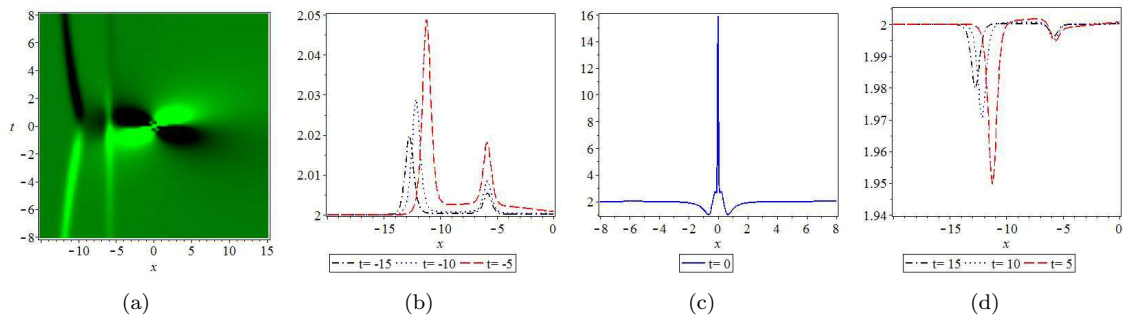 8
6
4
2
t 0
−2
−4
−6
−8
−15 −10 −5 0 5 10 15
x
(a)
2.05
2.04
2.03
2.02
2.01
2
−20 −15 −10 −5 0
x
t= -15 t= -10 t= -5
(b)
16
14
12
10
8
6
4
2
−8 −6 −4 −2 0 2 4 6 8
x
t= 0
(c)
2
1.99
1.98
1.97
1.96
1.95
1.94
−20 −15 −10 −5 0
x
t= 15 t= 10 t= 5
(d)